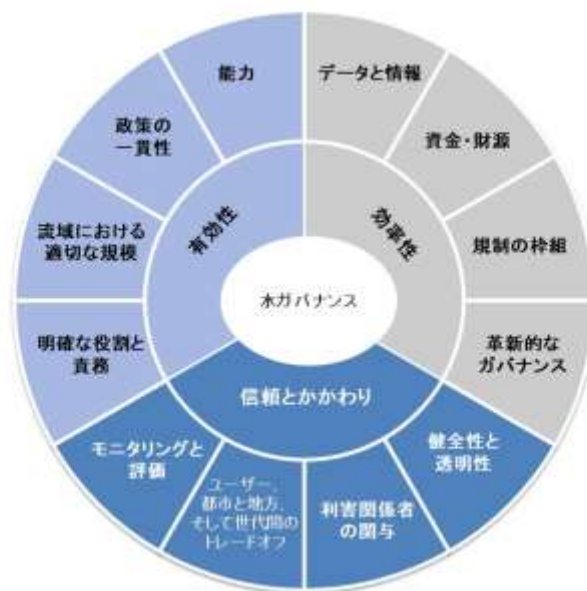 能力
データと情報
資金・財源
規制の枠組
革新的な
ガバナンス
健全性と
透明性
利害関係者
の関与
ユーザー、
都市と地方、
そして世代間の
トレードオフ
モニタリングと
評価
明確な役割と
責務
流域における
適切な規模
政策の
一貫性
有効性
効率性
信頼とかかわり
水ガバナンス